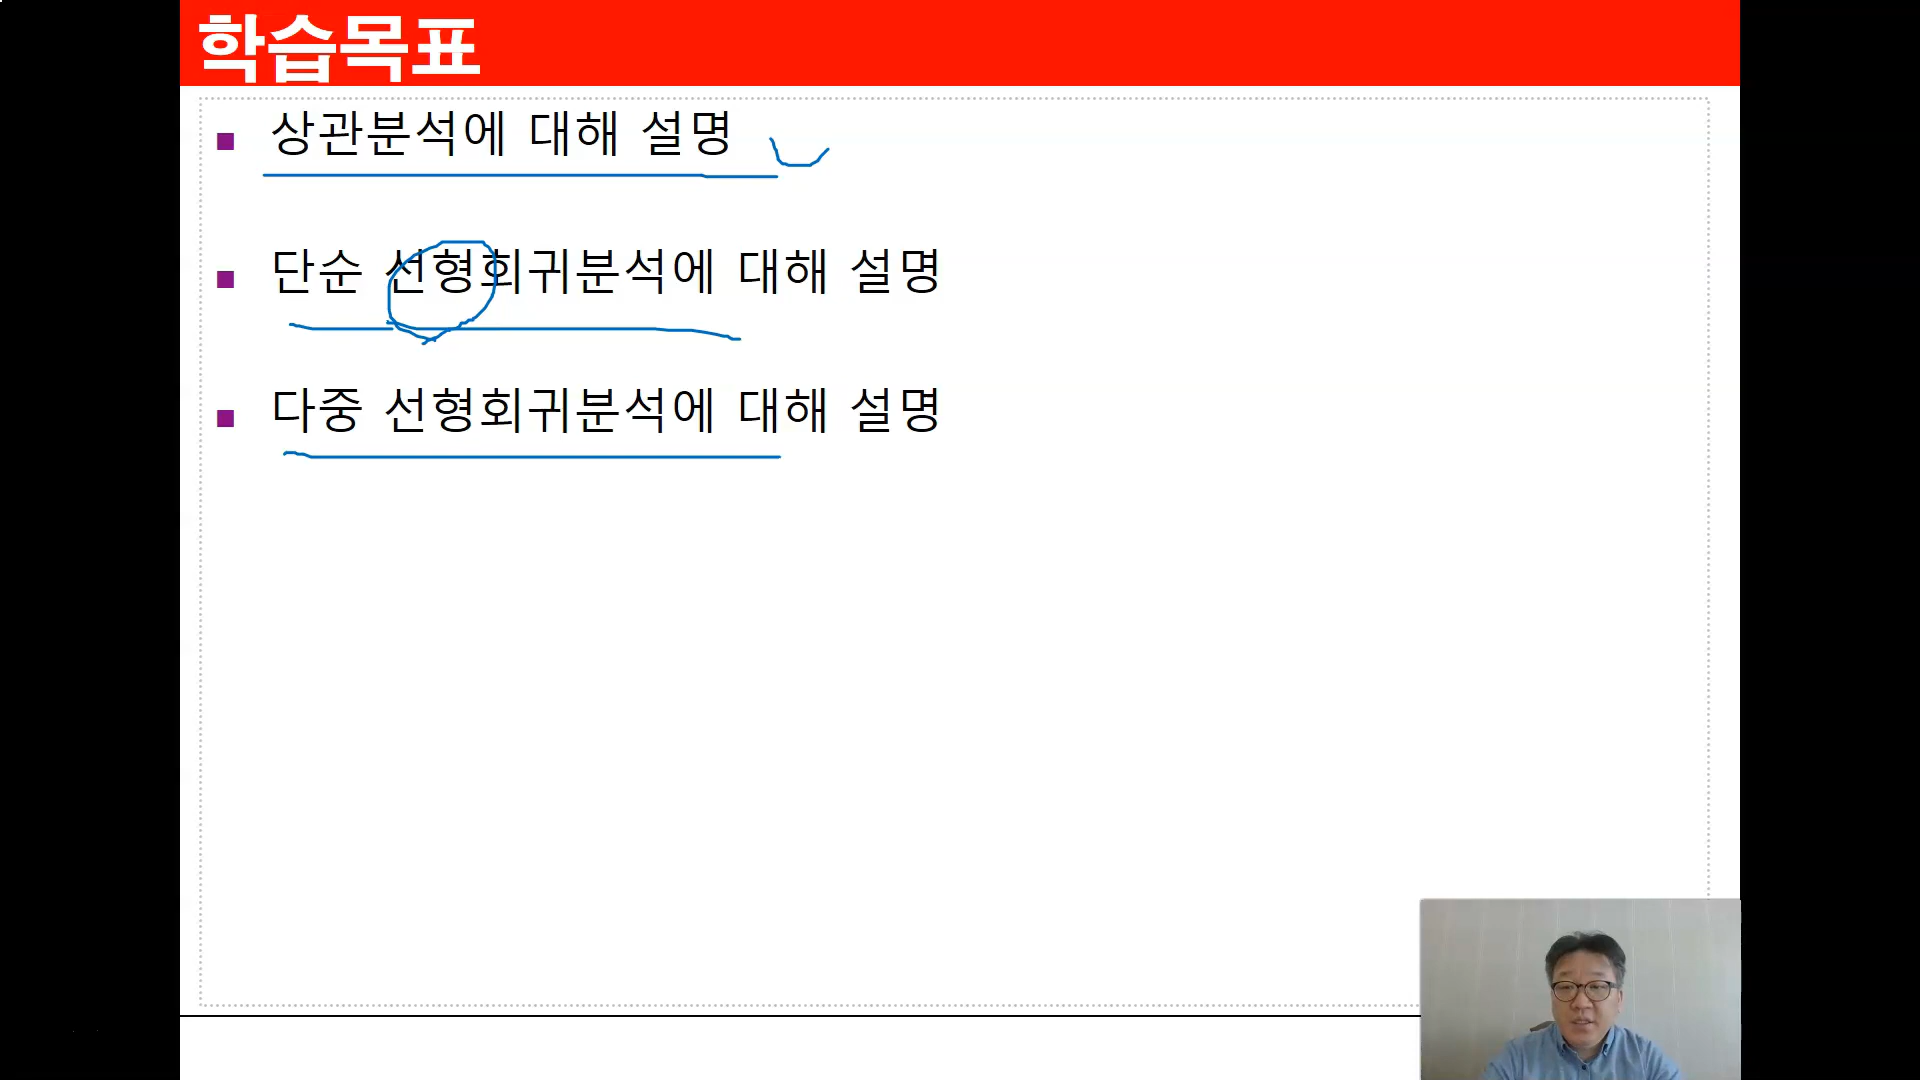 학습목표
상관분석에 대해 설명
단순 선형회귀분석에 대해 설명
다중 선형회귀분석에 대해 설명